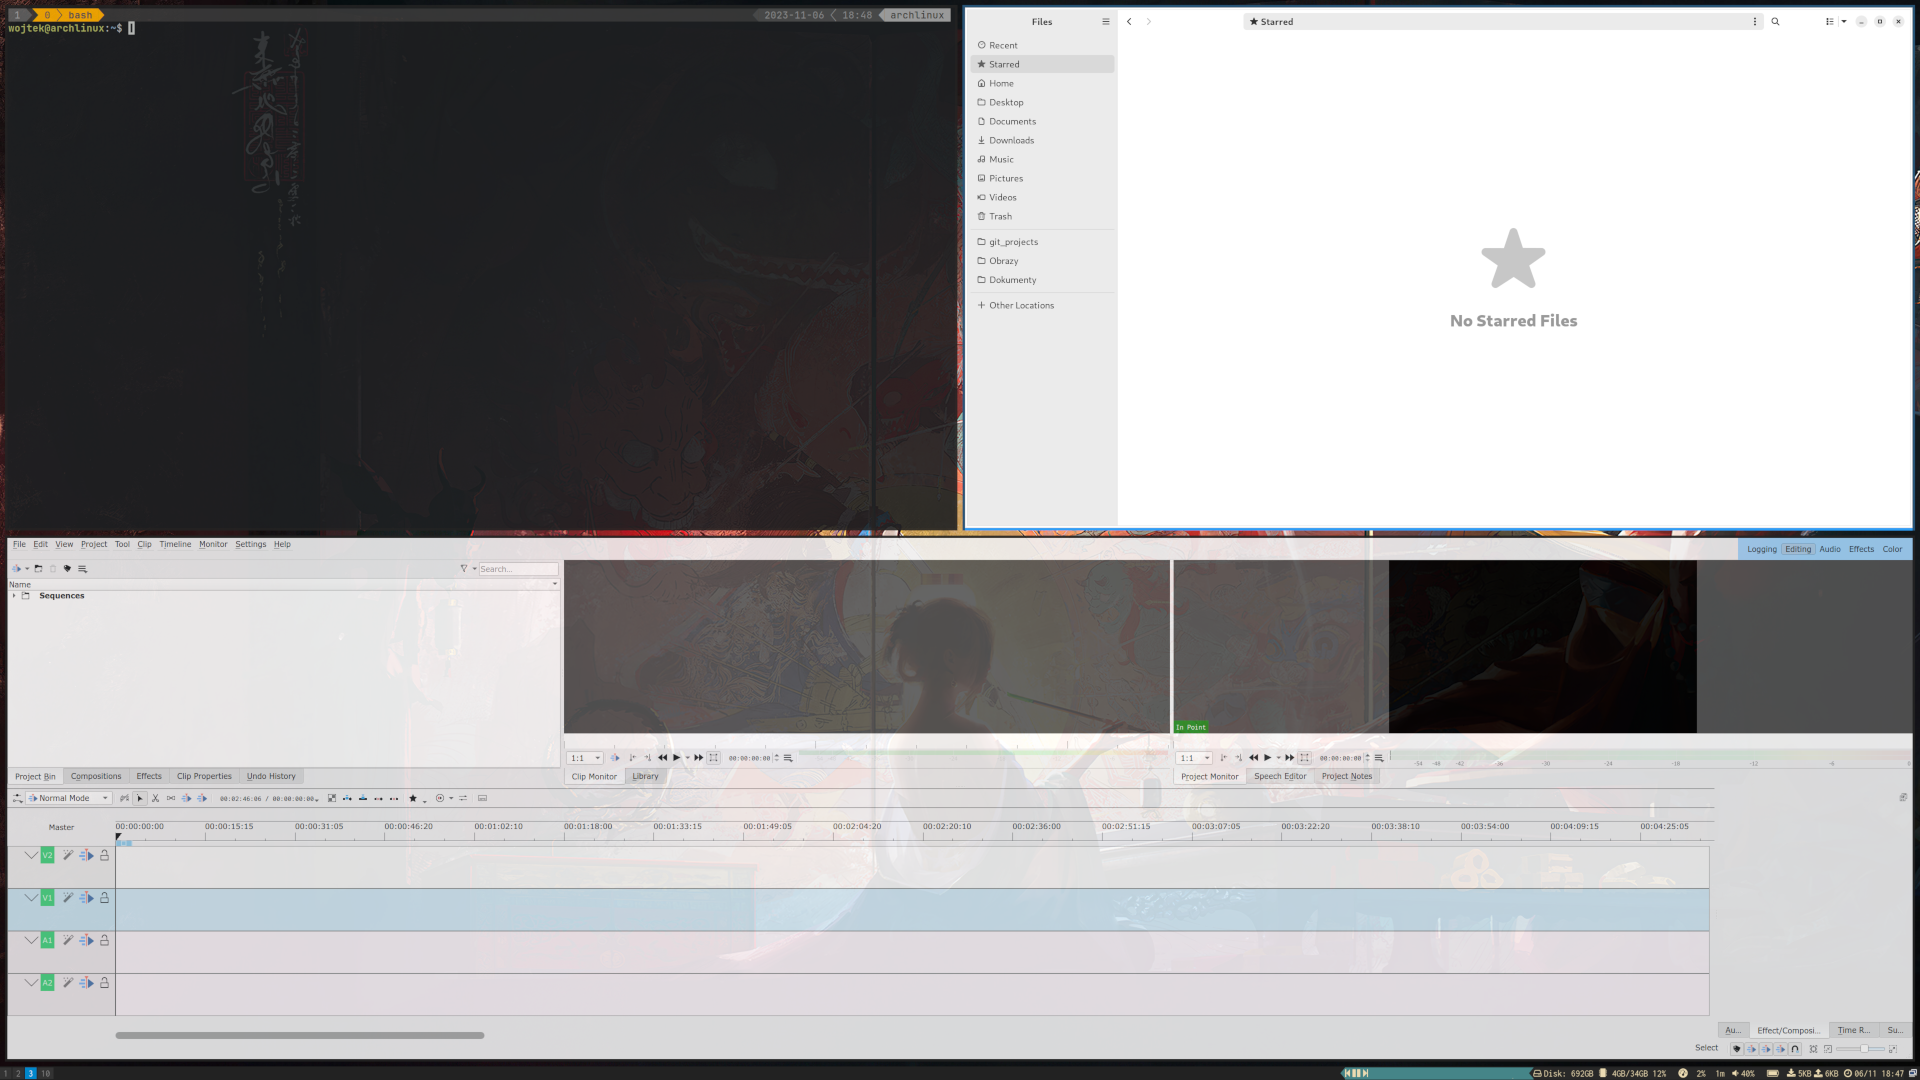 1 0 bash 2023-11-06 18:48 archlinux
wojtek@archlinux:~$
Files
Recent
Starred
Home
Desktop
Documents
Downloads
Music
Pictures
Videos
Trash
git_projects
Obrazy
Dokumenty
Other Locations
Starred
No Starred Files
File Edit View Project Tool Clip Timeline Monitor Settings Help
Logging Editing Audio Effects Color
Search...
Name
Sequences
Project Bin Compositions Effects Clip Properties Undo History
1:1 00:00:00:00
Clip Monitor Library
In Point
1:1 00:00:00:00
-54 -48 -42 -36 -30 -24 -18 -12 -6 0
Project Monitor Speech Editor Project Notes
Normal Mode 00:02:46:06 / 00:00:00:00
Master
00:00:00:00 00:00:15:15 00:00:31:05 00:00:46:20 00:01:02:10 00:01:18:00 00:01:33:15 00:01:49:05 00:02:04:20 00:02:20:10 00:02:36:00 00:02:51:15 00:03:07:05 00:03:22:20 00:03:38:10 00:03:54:00 00:04:09:15 00:04:25:05
V2
V1
A1
A2
Au... Effect/Composi... Time R... Su...
Select
1 2 3 10
Disk: 692GB 4GB/34GB 12% 2% 1m 40% 5KB 6KB 06/11 18:47